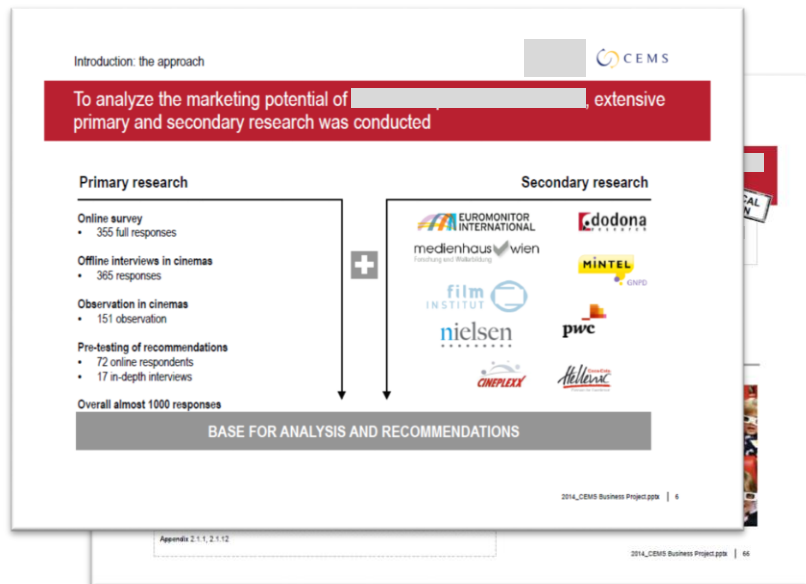 Introduction: the approach
CEMS
To analyze the marketing potential of , extensive
primary and secondary research was conducted
Primary research
Secondary research
Online survey
• 355 full responses
Offline interviews in cinemas
• 365 responses
Observation in cinemas
• 151 observation
Pre-testing of recommendations
• 72 online respondents
• 17 in-depth interviews
Overall almost 1000 responses
EUROMONITOR
INTERNATIONAL
dodona
research
medienhaus wien
Forschung und Weiterbildung
MiNTEL
GNPD
film
INSTITUT
nielsen
pwc
CINEPLEXX
Hellenic
BASE FOR ANALYSIS AND RECOMMENDATIONS
2014_CEMS Business Project.pptx | 6
Appendix 2.1.1, 2.1.12
2014_CEMS Business Project.pptx | 66